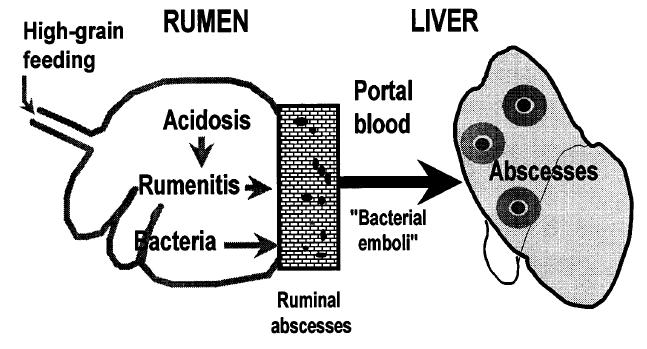 RUMEN
LIVER
High-grain
feeding
Acidosis
Rumenitis
Bacteria
Ruminal
abscesses
Portal
blood
"Bacterial
emboli"
Abscesses